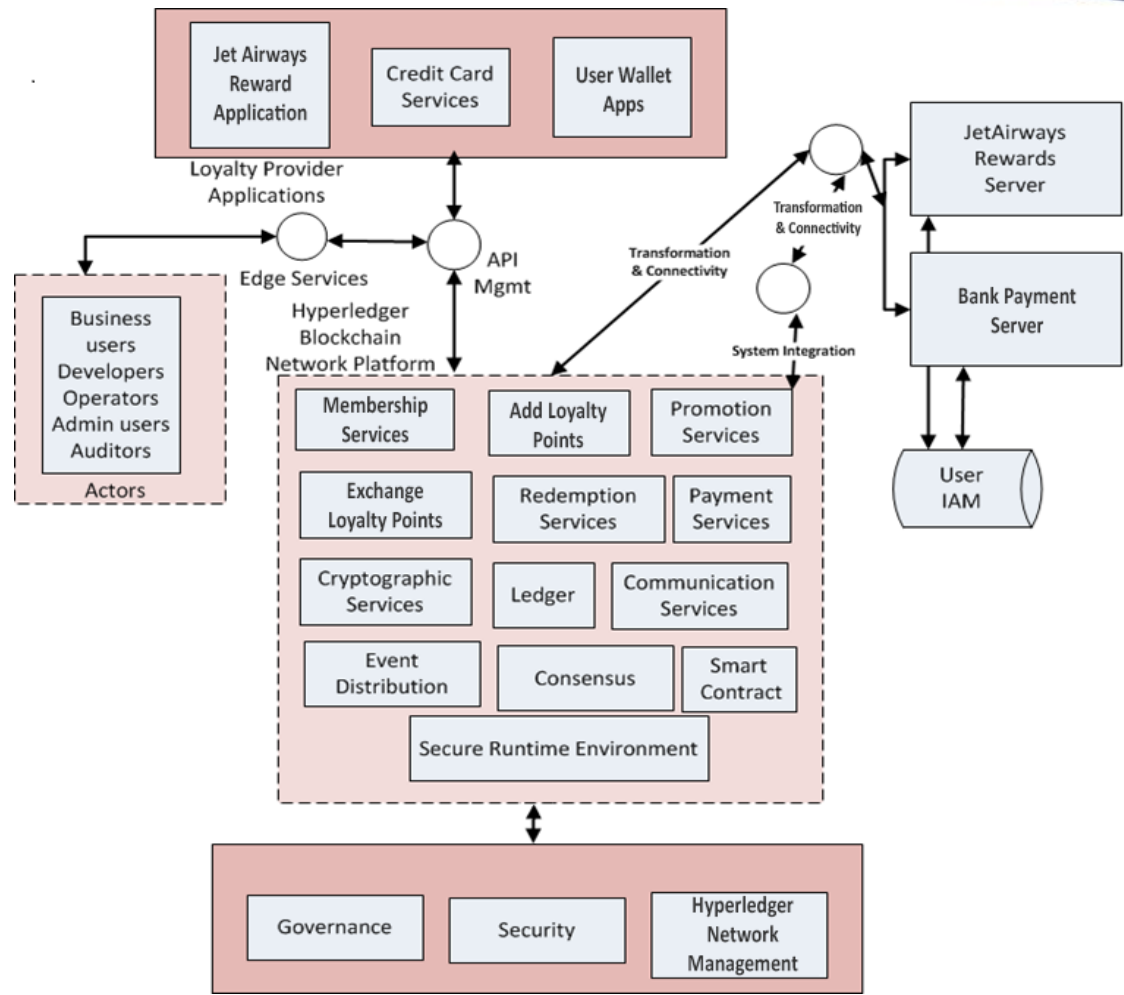 Jet Airways
Reward
Application
Credit Card
Services
User Wallet
Apps
Loyalty Provider
Applications
JetAirways
Rewards
Server
Transformation
& Connectivity
Edge Services
API
Mgmt
Transformation
& Connectivity
Bank Payment
Server
Business
users
Developers
Operators
Admin users
Auditors
Actors
Hyperledger
Blockchain
Network Platform
System Integration
Membership
Services
Add Loyalty
Points
Promotion
Services
User
IAM
Exchange
Loyalty Points
Redemption
Services
Payment
Services
Cryptographic
Services
Ledger
Communication
Services
Event
Distribution
Consensus
Smart
Contract
Secure Runtime Environment
Governance
Security
Hyperledger
Network
Management